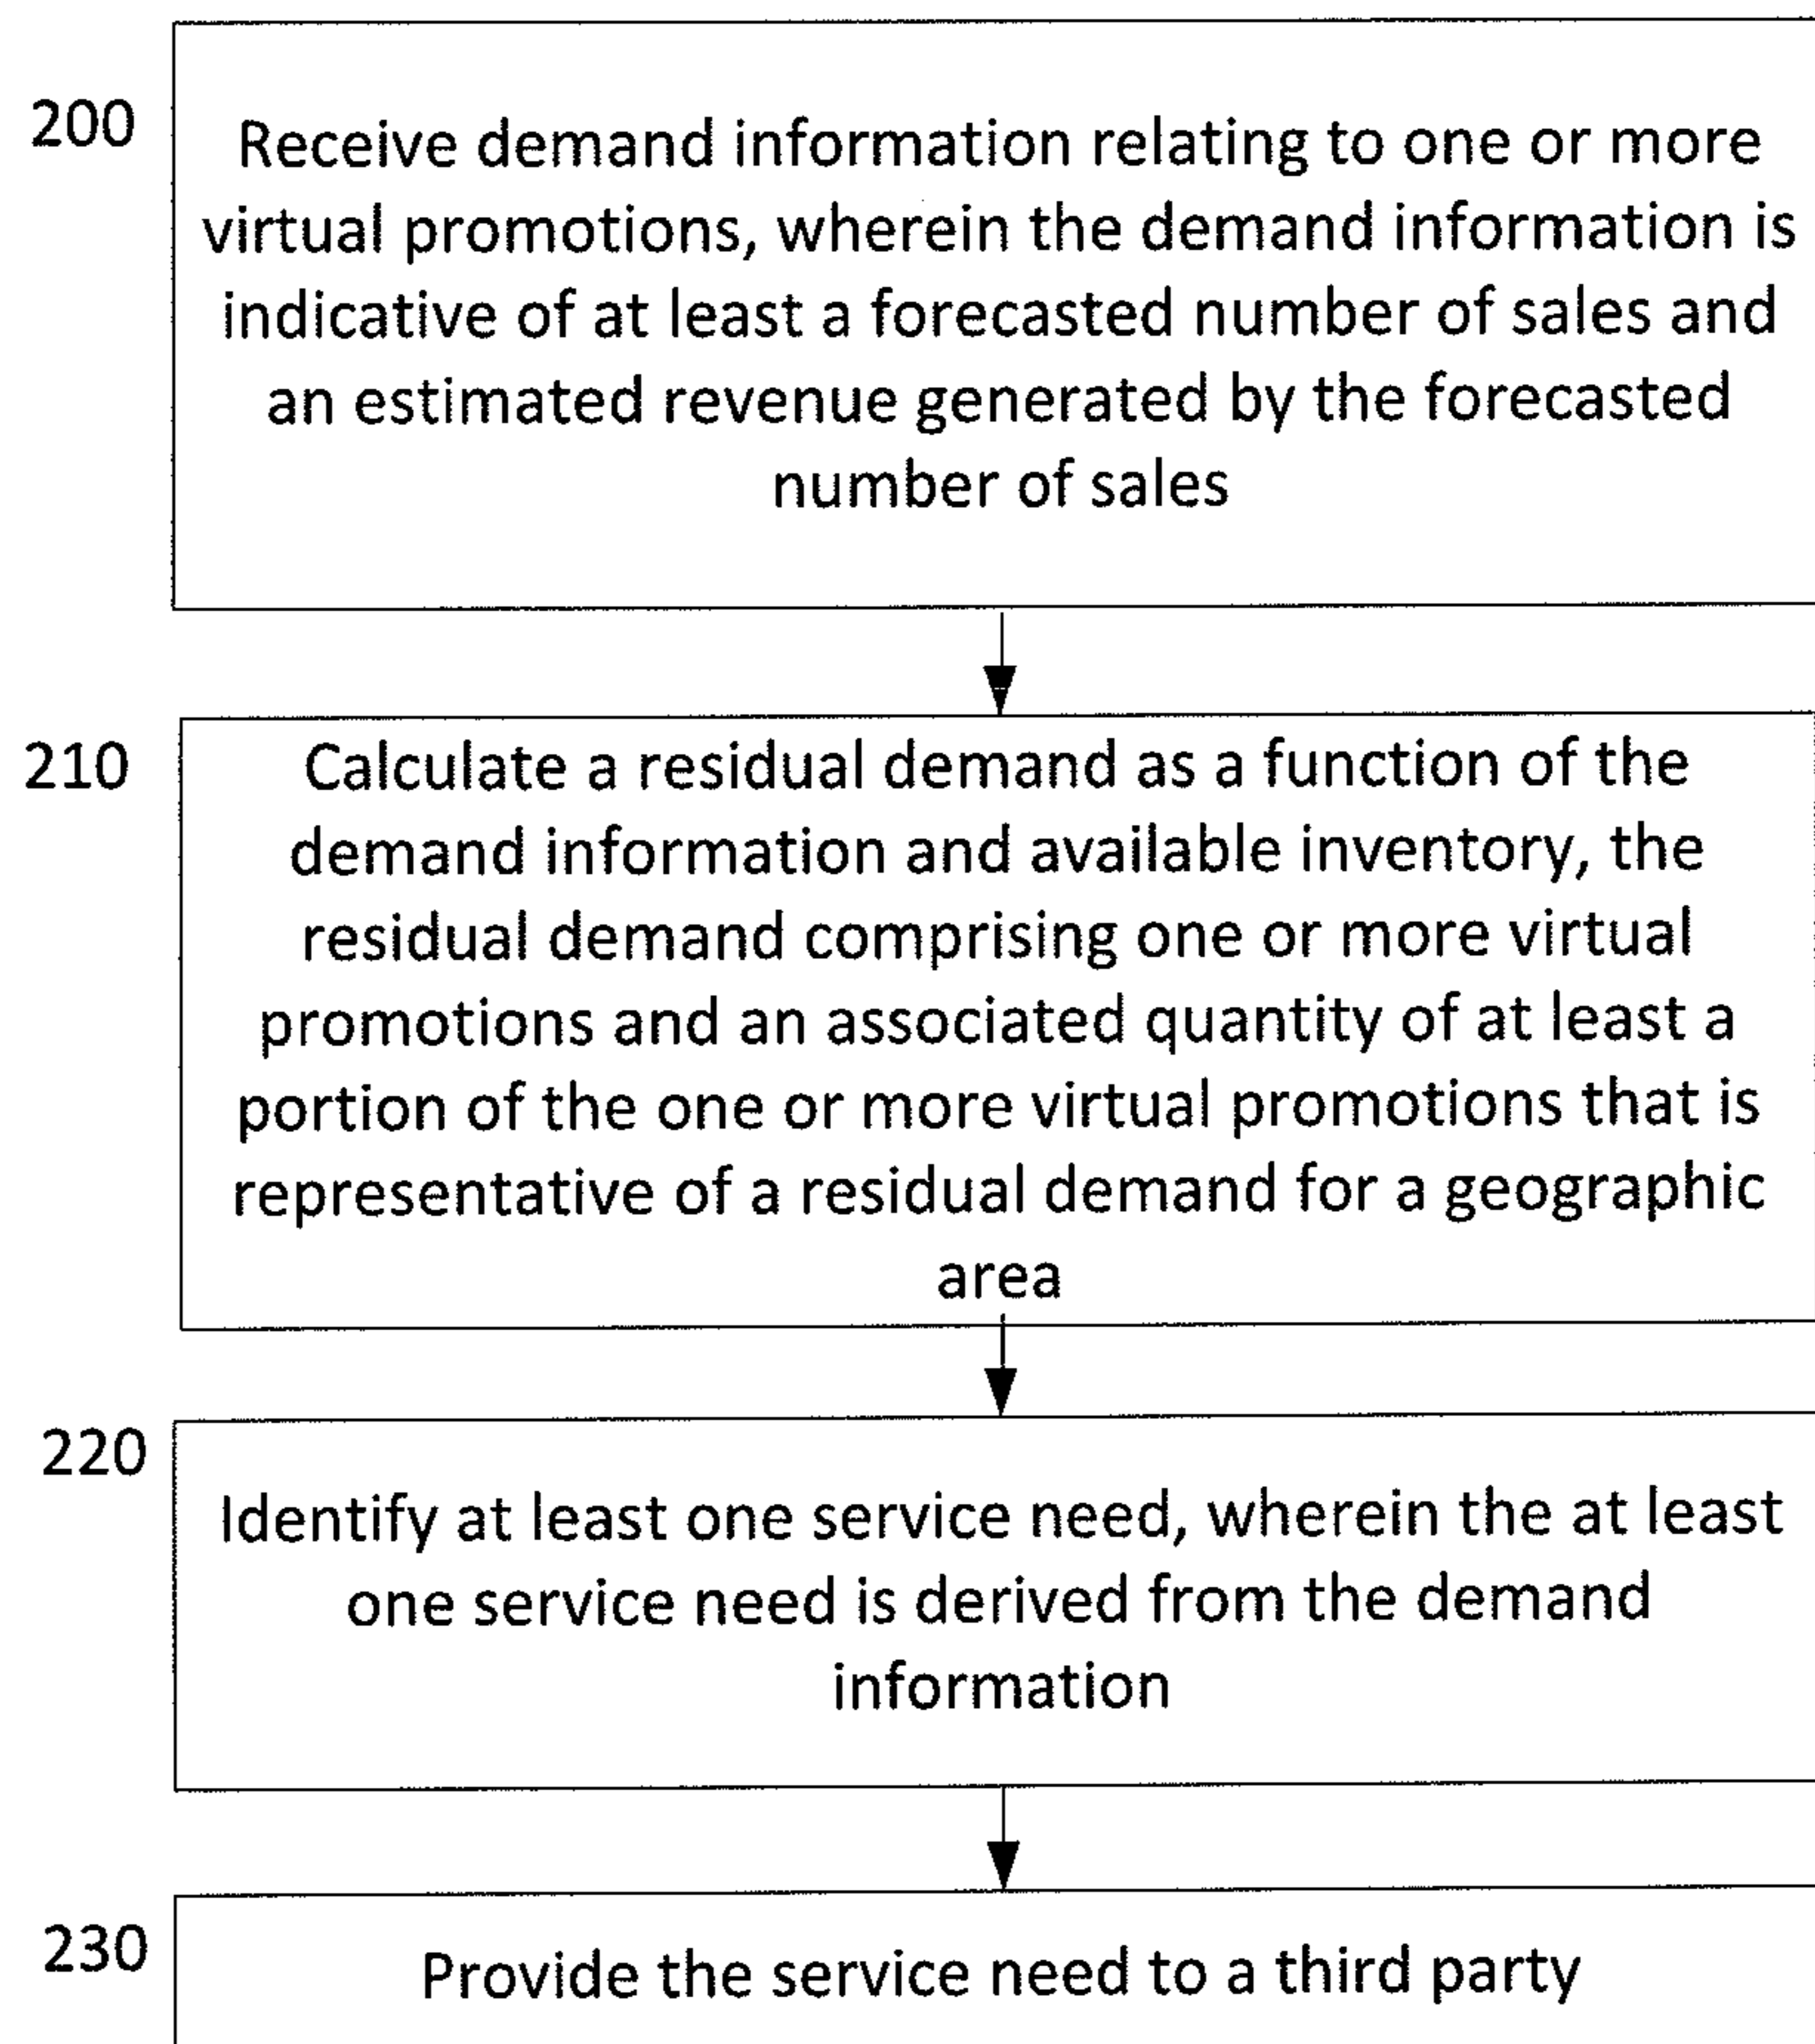 200
Receive demand information relating to one or more
virtual promotions, wherein the demand information is
indicative of at least a forecasted number of sales and
an estimated revenue generated by the forecasted
number of sales
210
Calculate a residual demand as a function of the
demand information and available inventory, the
residual demand comprising one or more virtual
promotions and an associated quantity of at least a
portion of the one or more virtual promotions that is
representative of a residual demand for a geographic
area
220
Identify at least one service need, wherein the at least
one service need is derived from the demand
information
230
Provide the service need to a third party